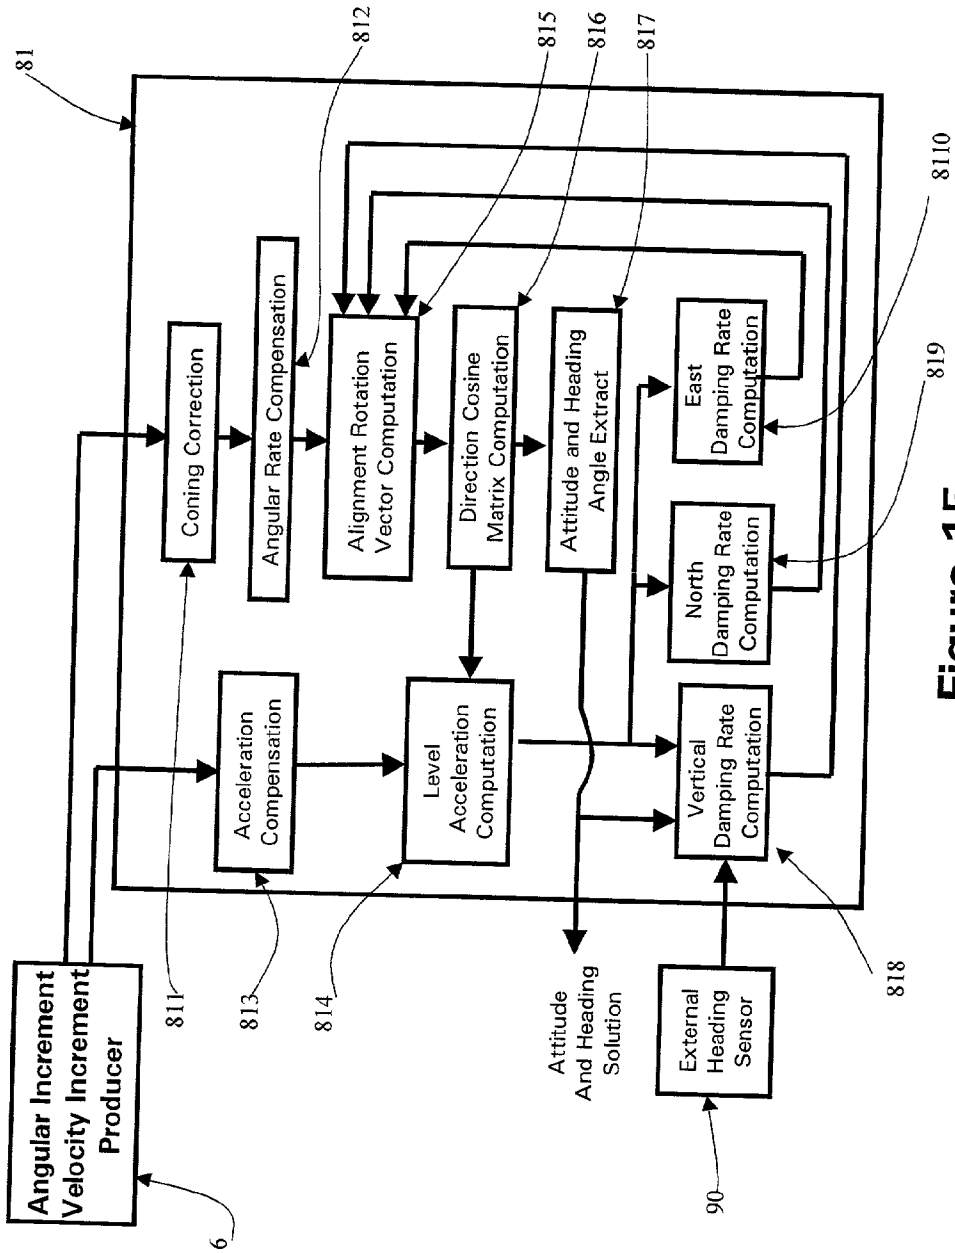 81
812
815
816
817
8110
819
Angular Increment
Velocity Increment
Producer
Coning Correction
Angular Rate Compensation
Alignment Rotation
Vector Computation
Direction Cosine
Matrix Computation
Attitude and Heading
Angle Extract
East
Damping Rate
Computation
North
Damping Rate
Computation
Vertical
Damping Rate
Computation
Acceleration
Compensation
Level
Acceleration
Computation
811
813
814
818
Attitude
And Heading
Solution
External
Heading
Sensor
90
6